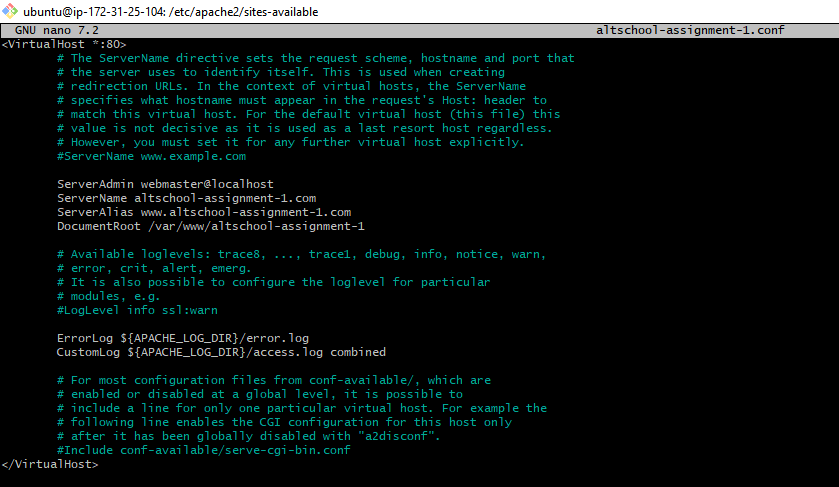 ubuntu@ip-172-31-25-104: /etc/apache2/sites-available
GNU nano 7.2 altschool-assignment-1.conf
<VirtualHost *:80>
# The ServerName directive sets the request scheme, hostname and port that
# the server uses to identify itself. This is used when creating
# redirection URLs. In the context of virtual hosts, the ServerName
# specifies what hostname must appear in the request's Host: header to
# match this virtual host. For the default virtual host (this file) this
# value is not decisive as it is used as a last resort host regardless.
# However, you must set it for any further virtual host explicitly.
#ServerName www.example.com
ServerAdmin webmaster@localhost
ServerName altschool-assignment-1.com
ServerAlias www.altschool-assignment-1.com
DocumentRoot /var/www/altschool-assignment-1
# Available loglevels: trace8, ..., trace1, debug, info, notice, warn,
# error, crit, alert, emerg.
# It is also possible to configure the loglevel for particular
# modules, e.g.
#LogLevel info ssl:warn
ErrorLog ${APACHE_LOG_DIR}/error.log
CustomLog ${APACHE_LOG_DIR}/access.log combined
# For most configuration files from conf-available/, which are
# enabled or disabled at a global level, it is possible to
# include a line for only one particular virtual host. For example the
# following line enables the CGI configuration for this host only
# after it has been globally disabled with "a2disconf".
#Include conf-available/serve-cgi-bin.conf
</VirtualHost>